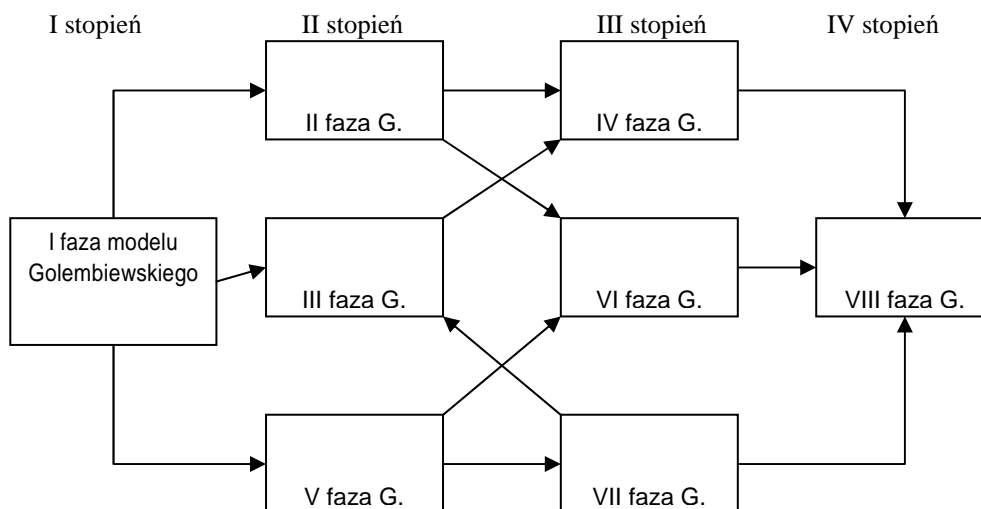 I stopień
II stopień
III stopień
IV stopień
II faza G.
IV faza G.
I faza modelu
Golembiewskiego
III faza G.
VI faza G.
VIII faza G.
V faza G.
VII faza G.